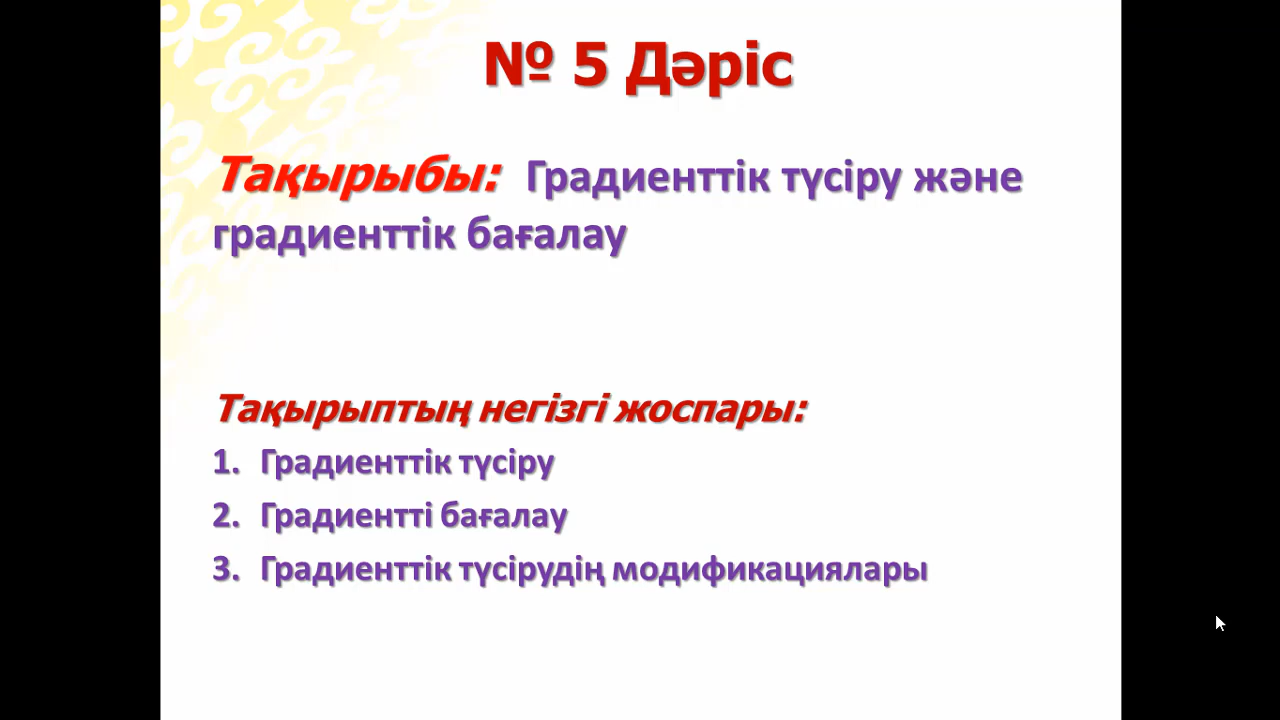 № 5 Дәріс
Тақырыбы: Градиенттік түсіру және
градиенттік бағалау
Тақырыптың негізгі жоспары:
1. Градиенттік түсіру
2. Градиентті бағалау
3. Градиенттік түсірудің модификациялары